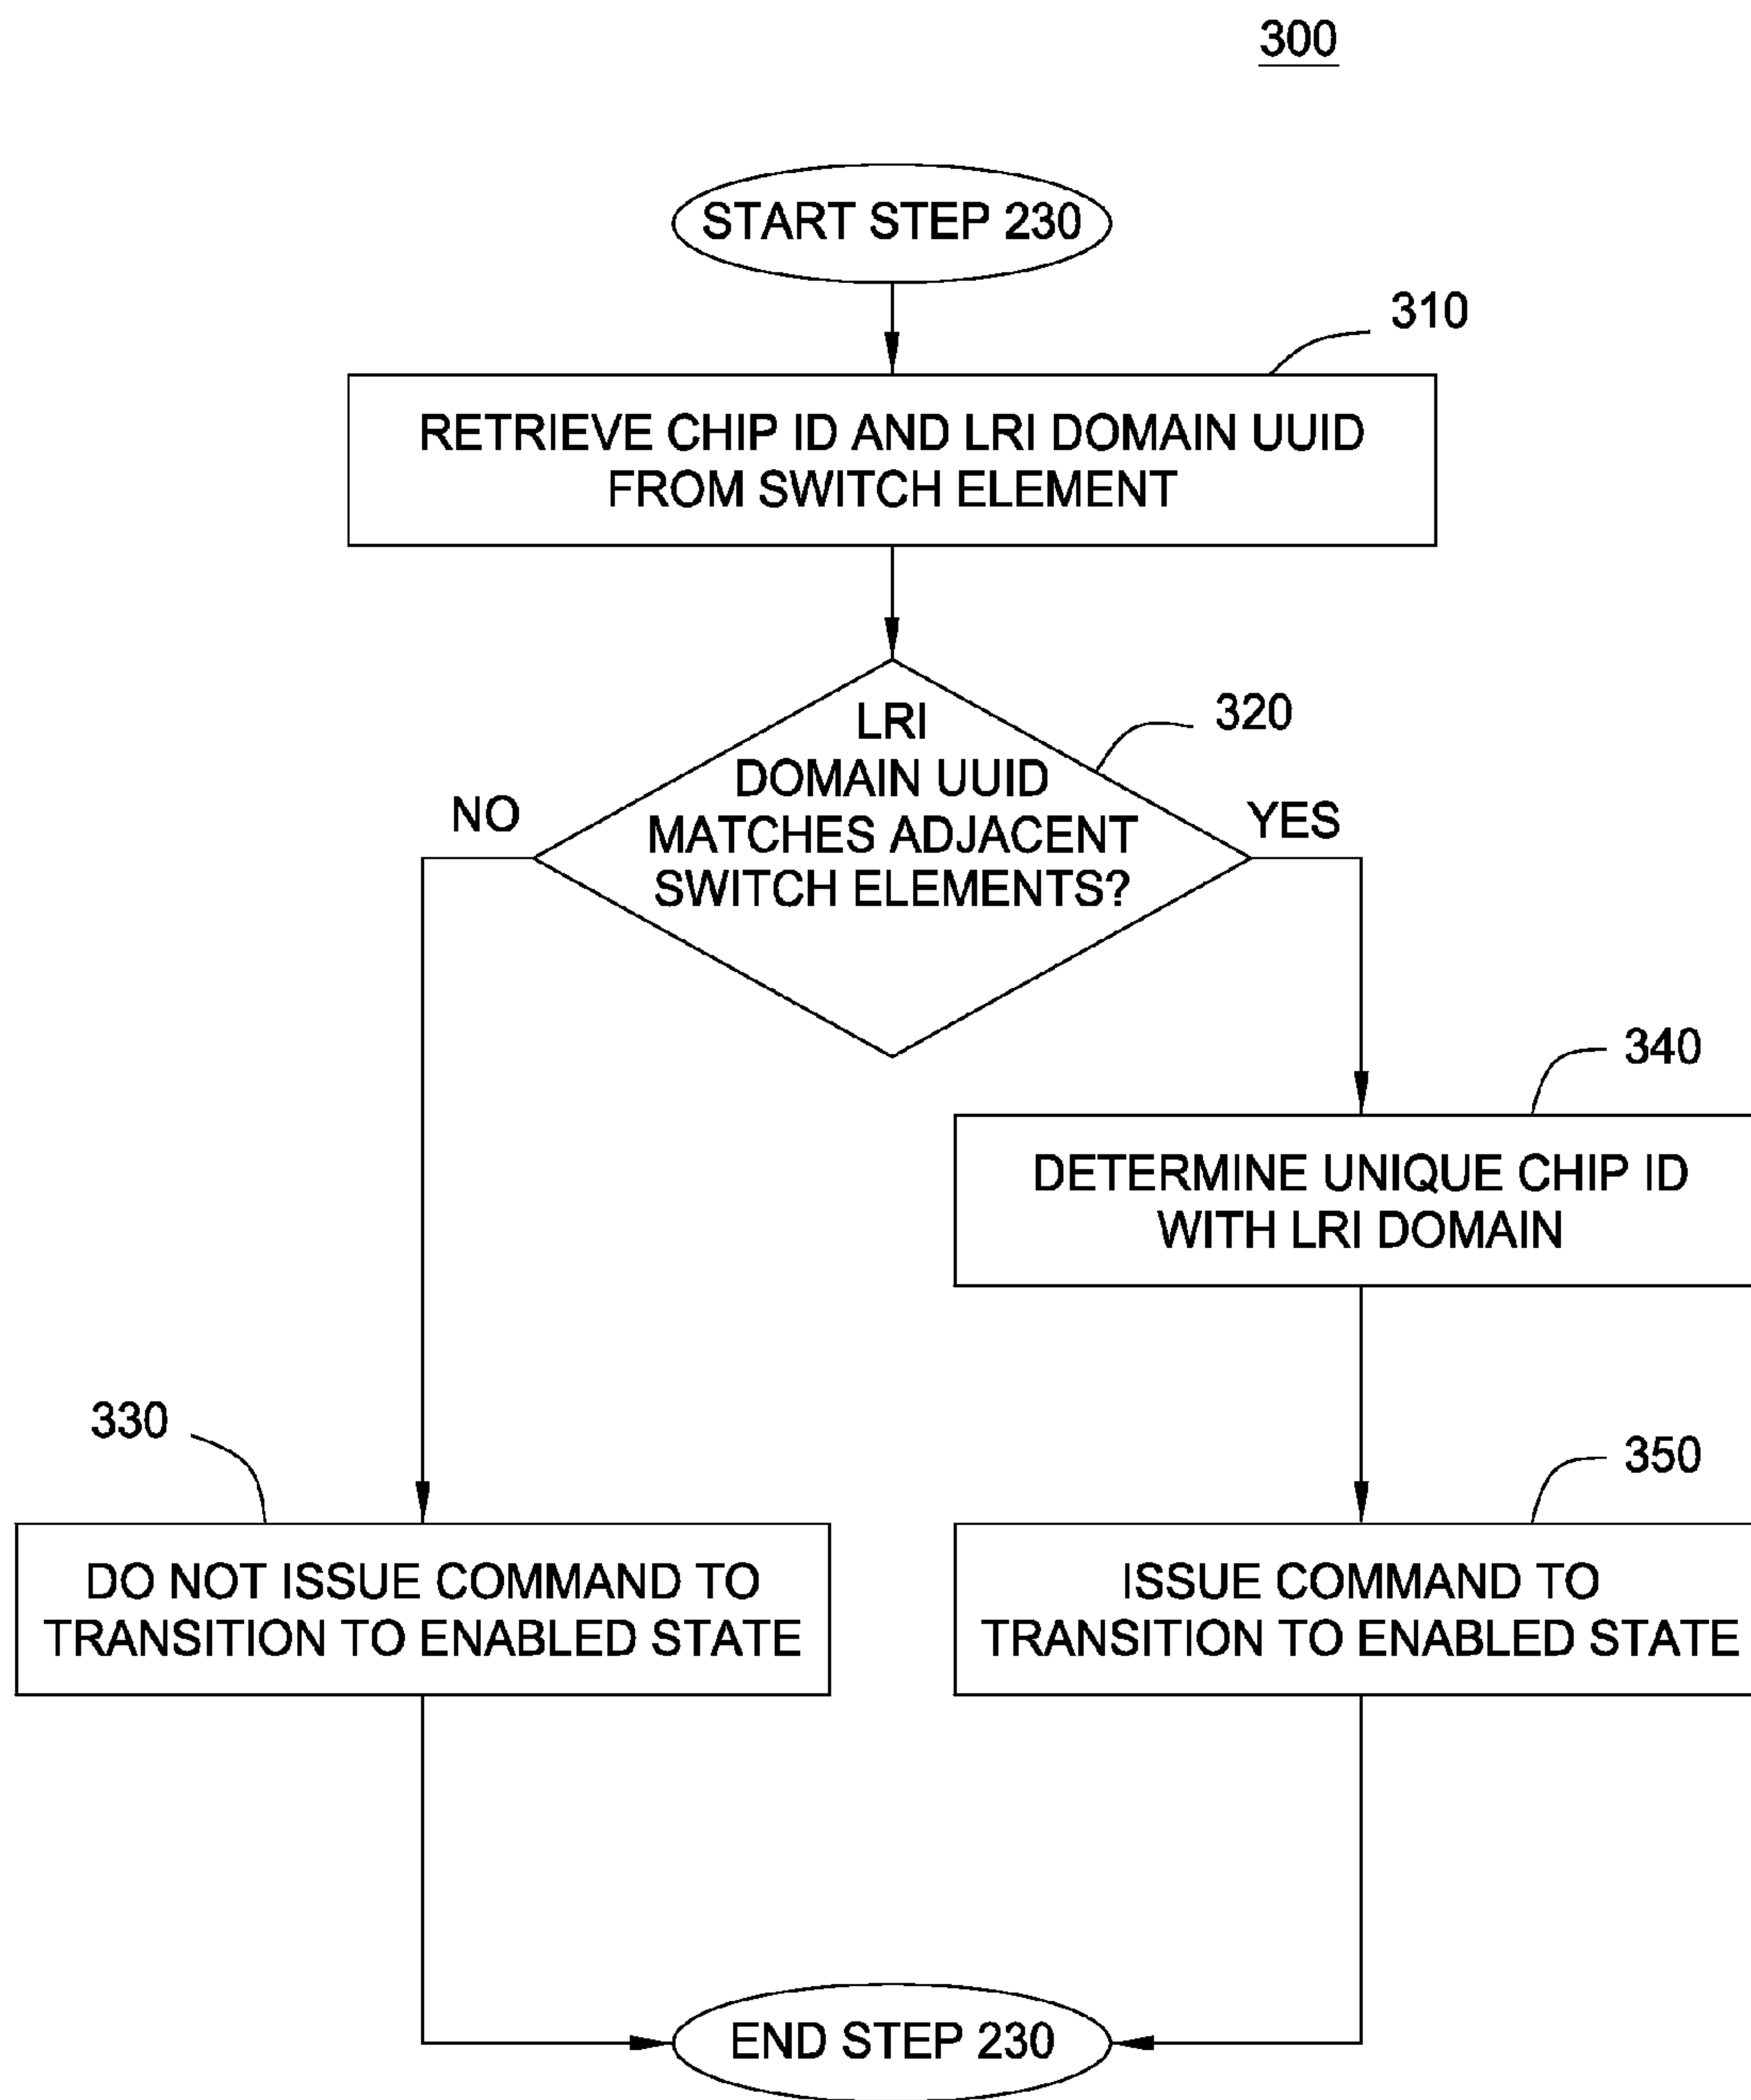 300
START STEP 230
310
RETRIEVE CHIP ID AND LRI DOMAIN UUID
FROM SWITCH ELEMENT
320
LRI
DOMAIN UUID
MATCHES ADJACENT
SWITCH ELEMENTS?
NO
YES
340
DETERMINE UNIQUE CHIP ID
WITH LRI DOMAIN
330
DO NOT ISSUE COMMAND TO
TRANSITION TO ENABLED STATE
350
ISSUE COMMAND TO
TRANSITION TO ENABLED STATE
END STEP 230